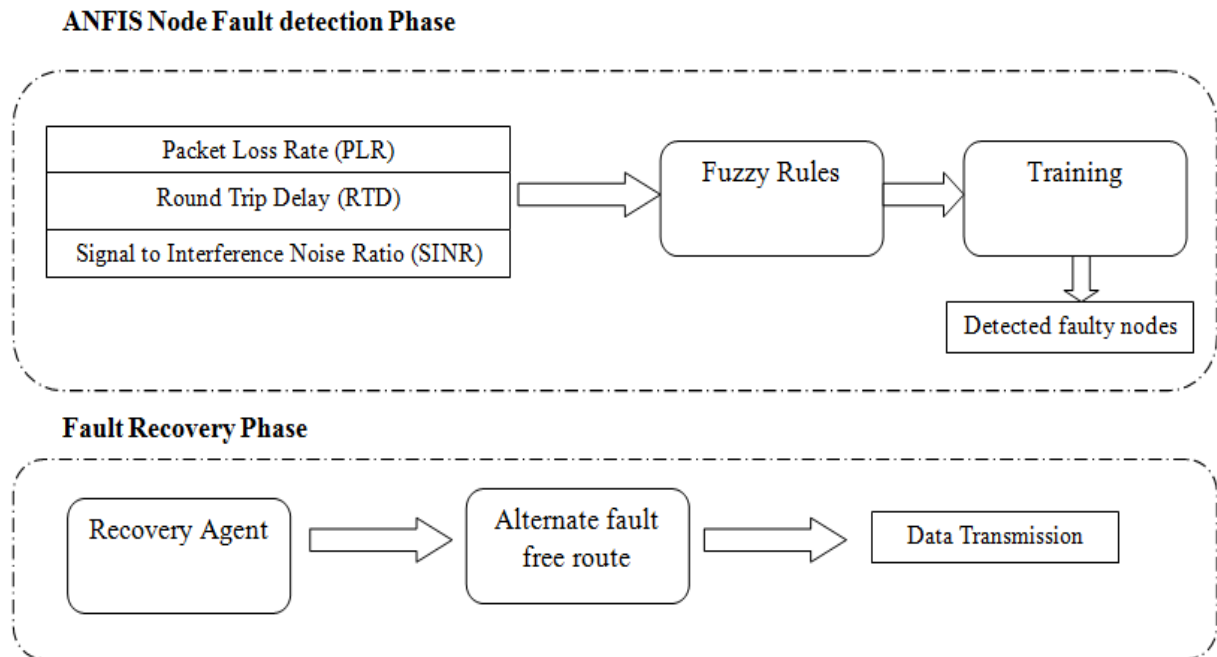 ANFIS Node Fault detection Phase
Packet Loss Rate (PLR)
Round Trip Delay (RTD)
Signal to Interference Noise Ratio (SINR)
Fuzzy Rules
Training
Detected faulty nodes
Fault Recovery Phase
Recovery Agent
Alternate fault
free route
Data Transmission